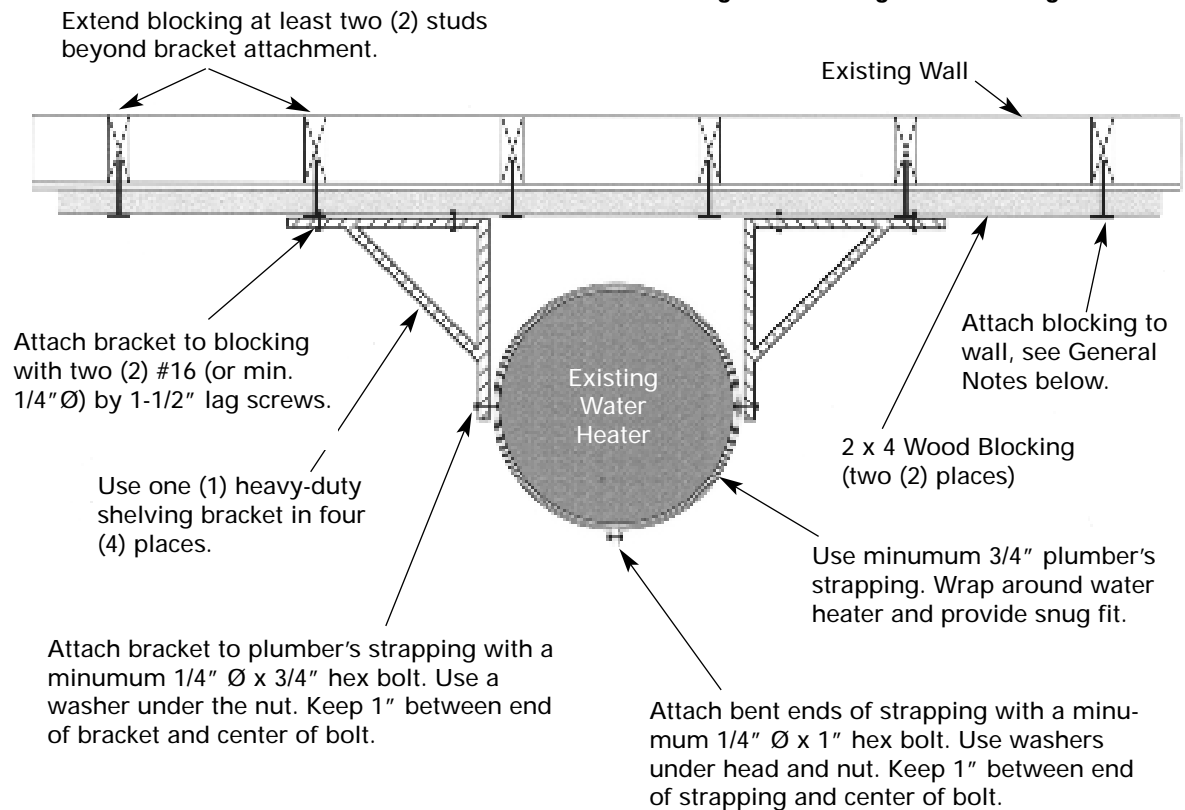 Extend blocking at least two (2) studs
beyond bracket attachment.
Existing Wall
Attach bracket to blocking
with two (2) #16 (or min.
1/4”Ø) by 1-1/2” lag screws.
Attach blocking to
wall, see General
Notes below.
Existing
Water
Heater
2 x 4 Wood Blocking
(two (2) places)
Use one (1) heavy-duty
shelving bracket in four
(4) places.
Use minumum 3/4” plumber’s
strapping. Wrap around water
heater and provide snug fit.
Attach bracket to plumber’s strapping with a
minumum 1/4” Ø x 3/4” hex bolt. Use a
washer under the nut. Keep 1” between end
of bracket and center of bolt.
Attach bent ends of strapping with a minu-
mum 1/4” Ø x 1” hex bolt. Use washers
under head and nut. Keep 1” between end
of strapping and center of bolt.